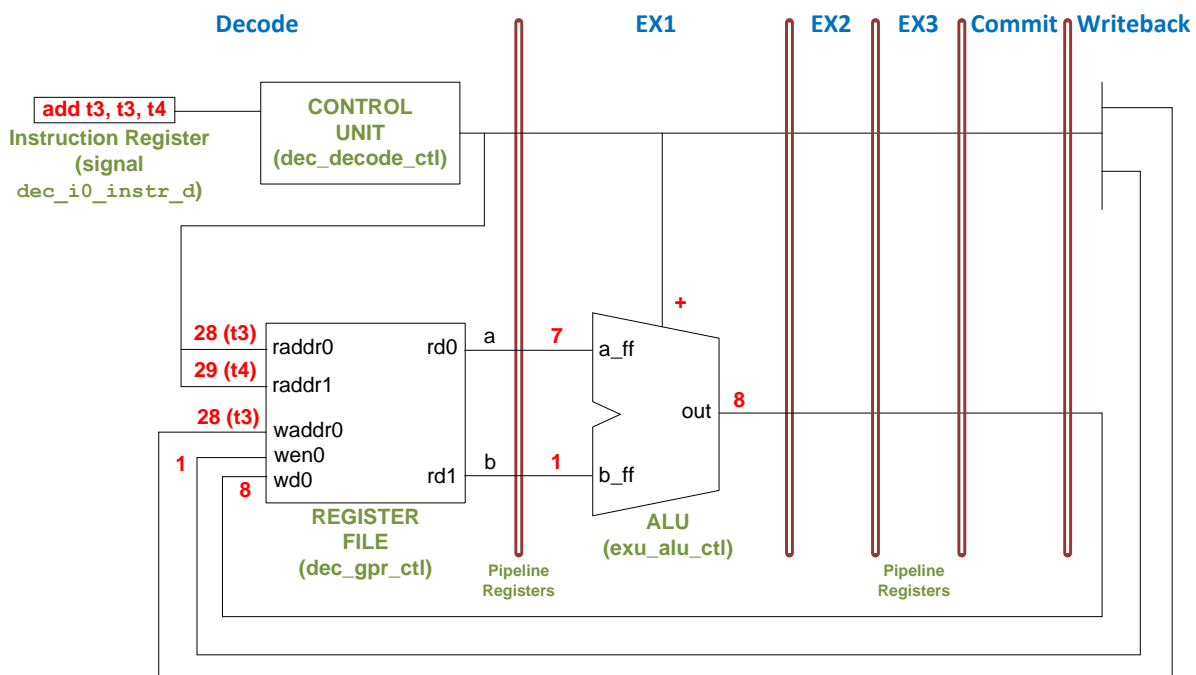 Decode
EX1
EX2
EX3
Commit
Writeback
add t3, t3, t4
Instruction Register
(signal
dec_i0_instr_d)
CONTROL
UNIT
(dec_decode_ctl)
+
28 (t3)
raddr0
29 (t4)
raddr1
28 (t3)
waddr0
1
wen0
8
wd0
rd0
a
rd1
b
REGISTER
FILE
(dec_gpr_ctl)
7
a_ff
1
b_ff
out
8
ALU
(exu_alu_ctl)
Pipeline
Registers
Pipeline
Registers